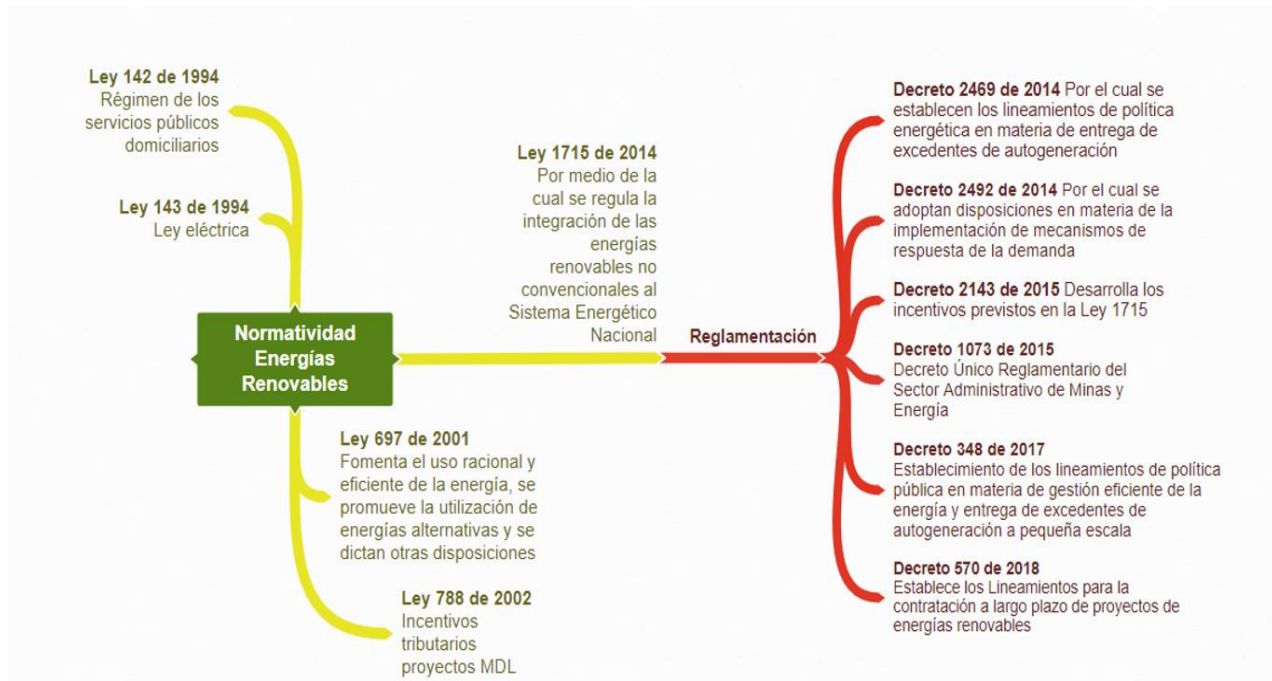 Ley 142 de 1994
Régimen de los
servicios públicos
domiciliarios
Ley 143 de 1994
Ley eléctrica
Normatividad
Energías
Renovables
Ley 697 de 2001
Fomenta el uso racional y
eficiente de la energía, se
promueve la utilización de
energías alternativas y se
dictan otras disposiciones
Ley 788 de 2002
Incentivos
tributarios
proyectos MDL
Ley 1715 de 2014
Por medio de la
cual se regula la
integración de las
energías
renovables no
convencionales al
Sistema Energético
Nacional
Reglamentación
Decreto 2469 de 2014 Por el cual se
establecen los lineamientos de política
energética en materia de entrega de
excedentes de autogeneración
Decreto 2492 de 2014 Por el cual se
adoptan disposiciones en materia de la
implementación de mecanismos de
respuesta de la demanda
Decreto 2143 de 2015 Desarrolla los
incentivos previstos en la Ley 1715
Decreto 1073 de 2015
Decreto Único Reglamentario del
Sector Administrativo de Minas y
Energía
Decreto 348 de 2017
Establecimiento de los lineamientos de política
pública en materia de gestión eficiente de la
energía y entrega de excedentes de
autogeneración a pequeña escala
Decreto 570 de 2018
Establece los Lineamientos para la
contratación a largo plazo de proyectos de
energías renovables